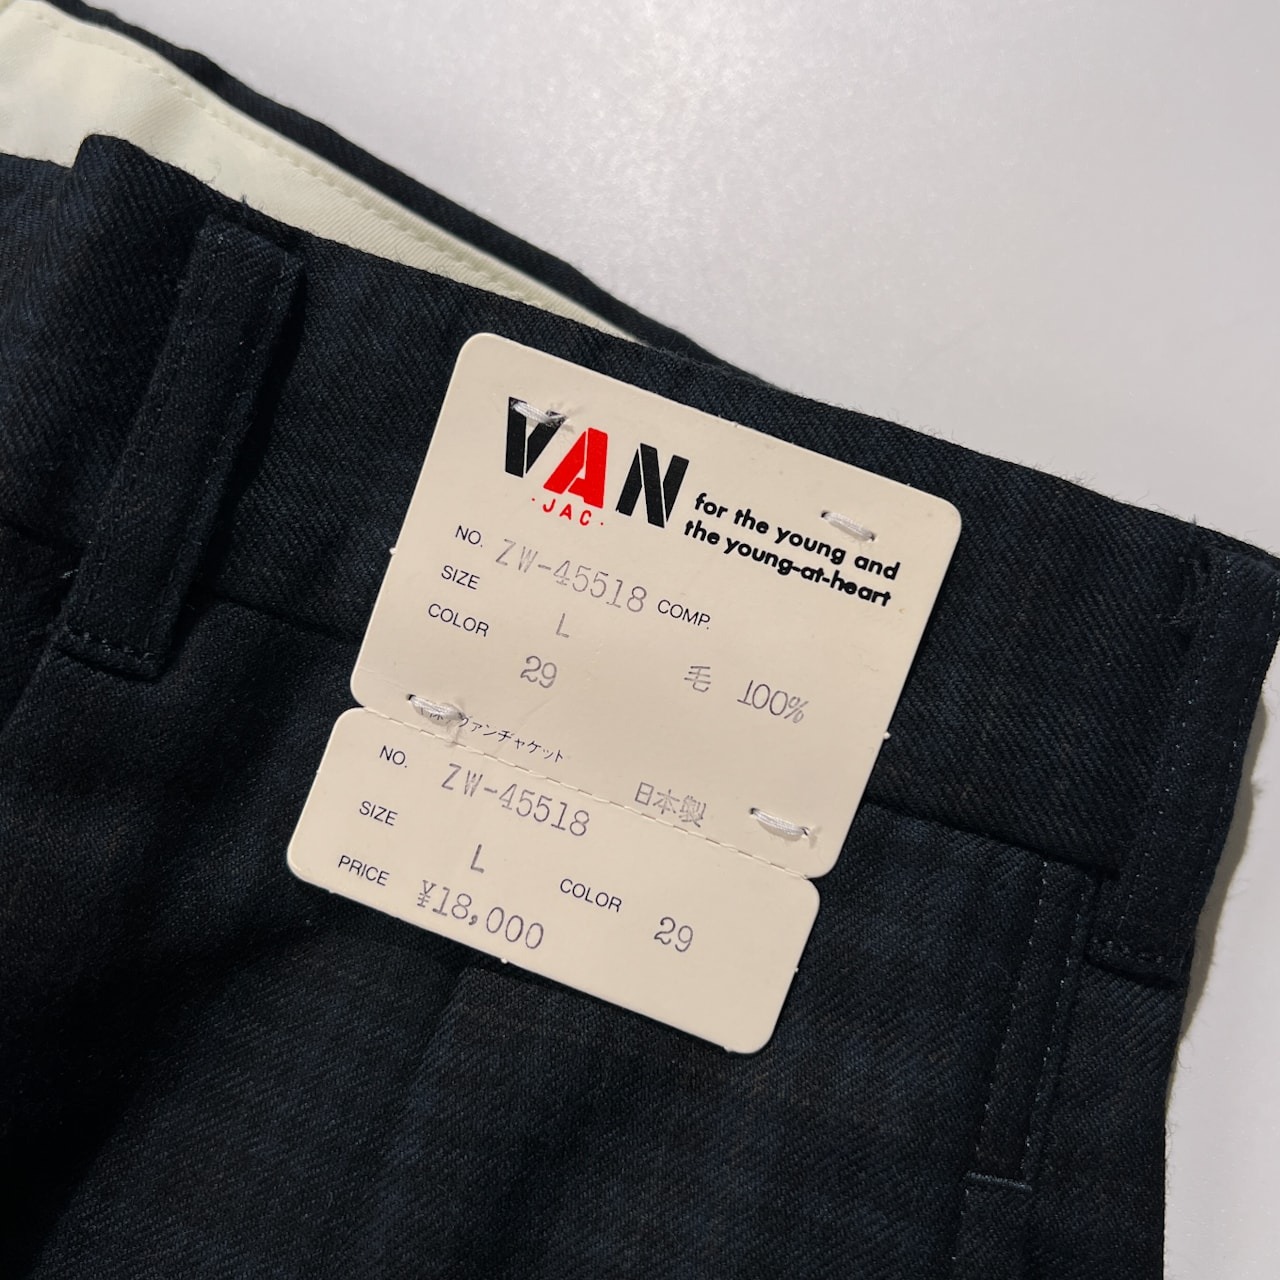 VAN
·JAC·
for the young and
the young-at-heart
NO. ZW-45518
SIZE L
COLOR 29
COMP.
毛 100%
ヴァンヂャケット
日本製
NO. ZW-45518
SIZE L
PRICE ¥18,000
COLOR 29